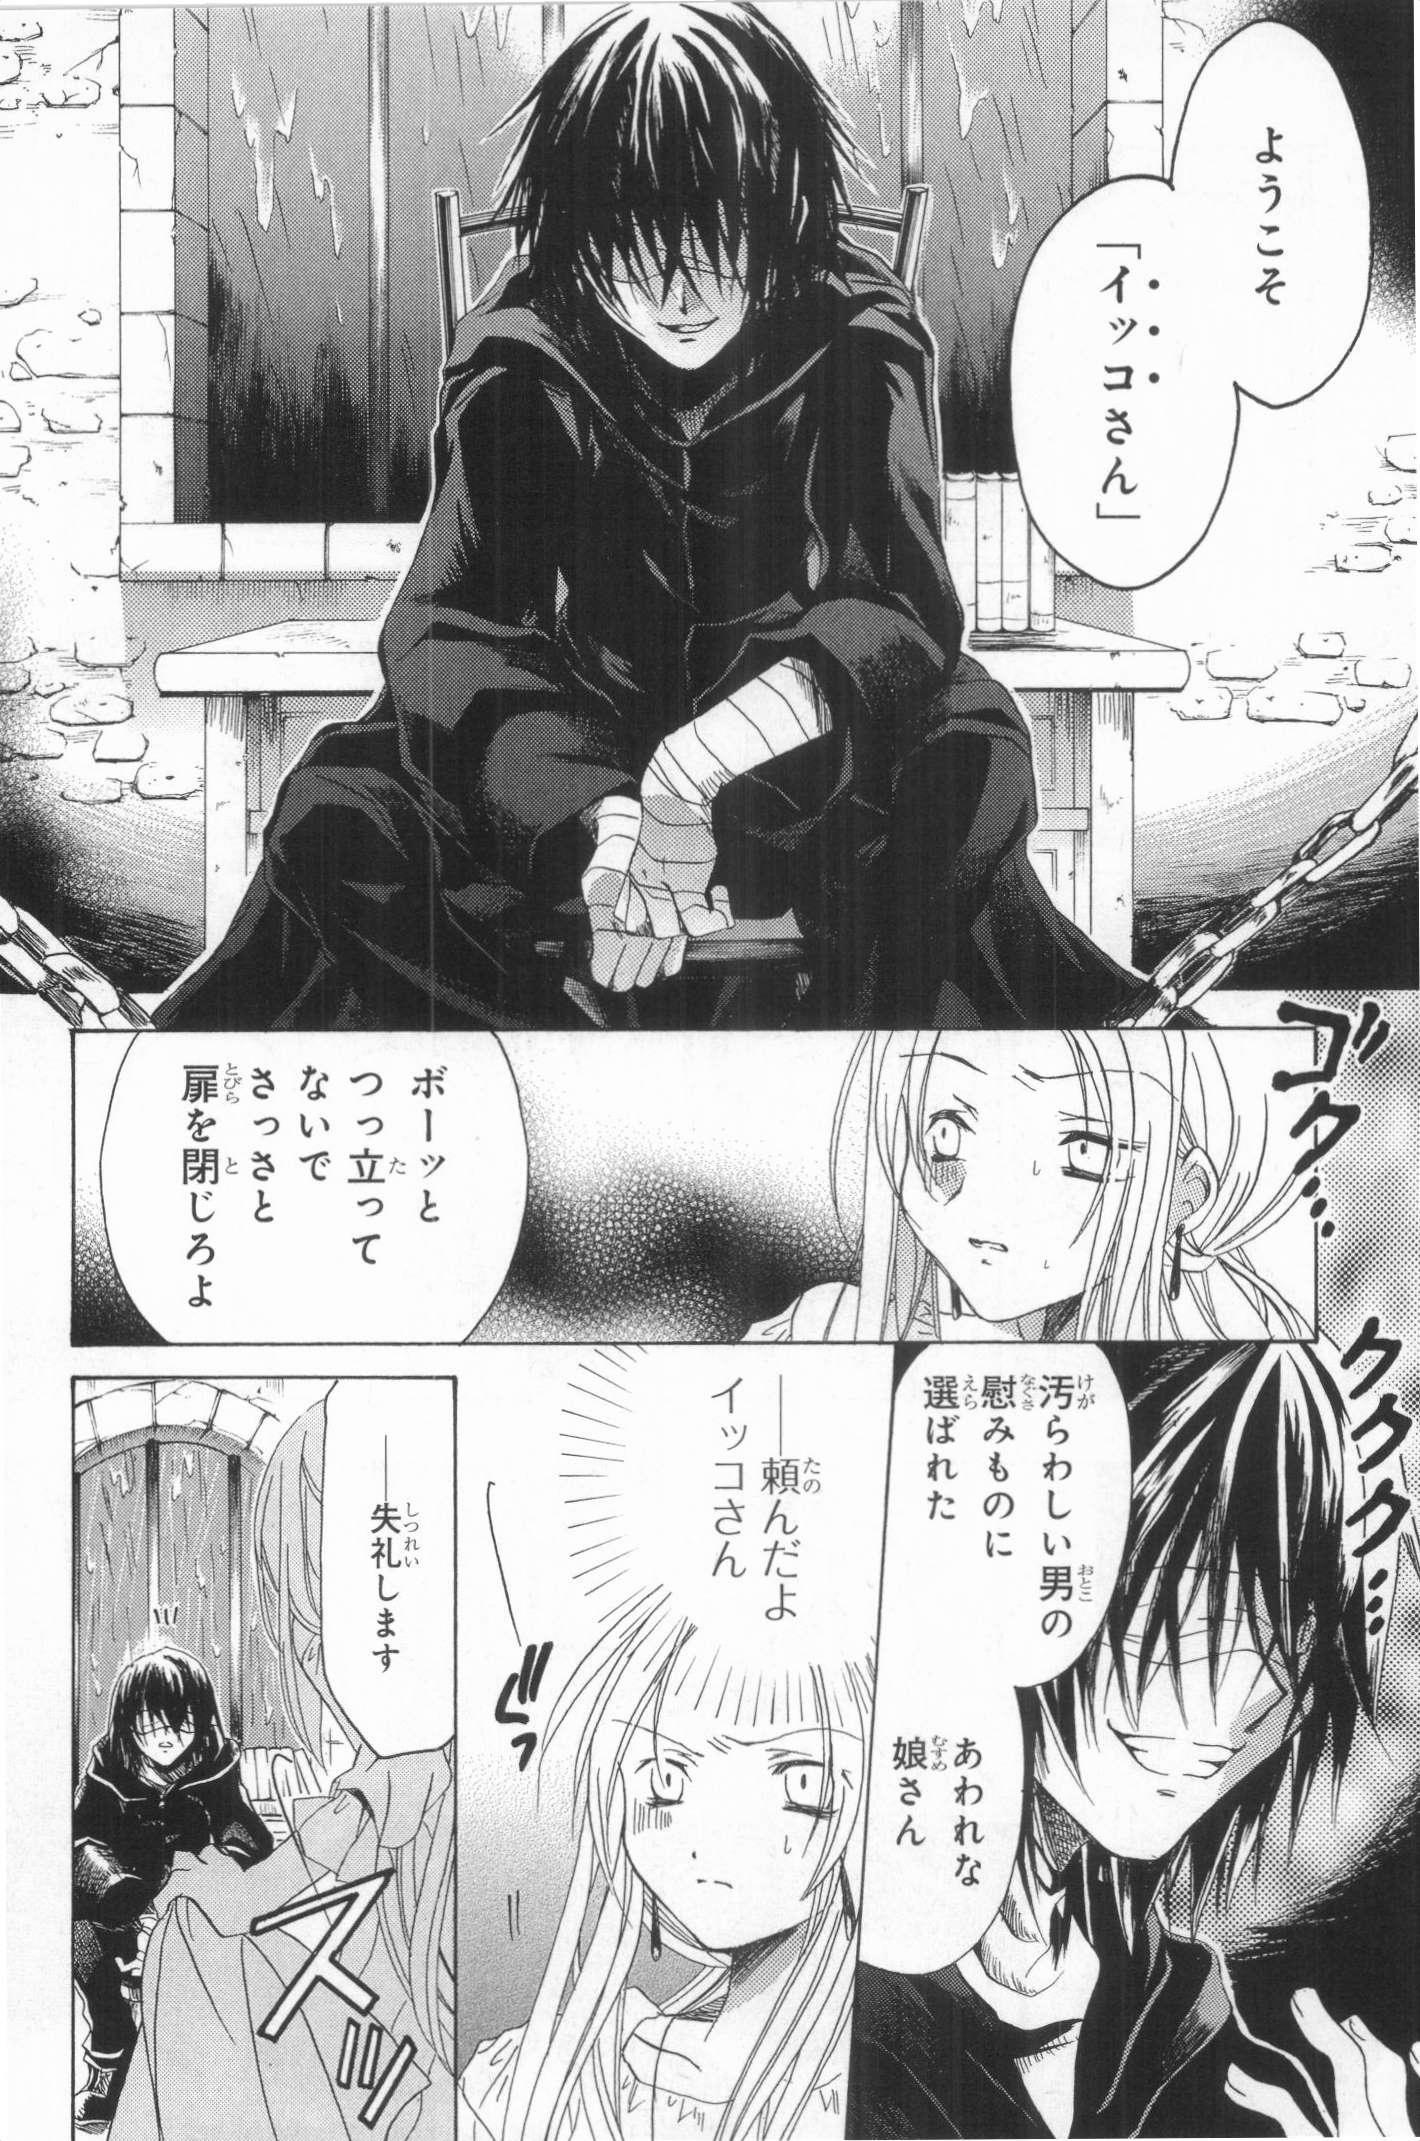 ようこそ
「イッコさん」
ゴクッ…
ボーッと
つっ立って
ないで
さっさと
扉を閉じろよ
ククククッ…
汚らわしい男の
慰みものに
選ばれた
あわれな
娘さん
――頼んだよ
イッコさん
ぐっ
――失礼します
スッ